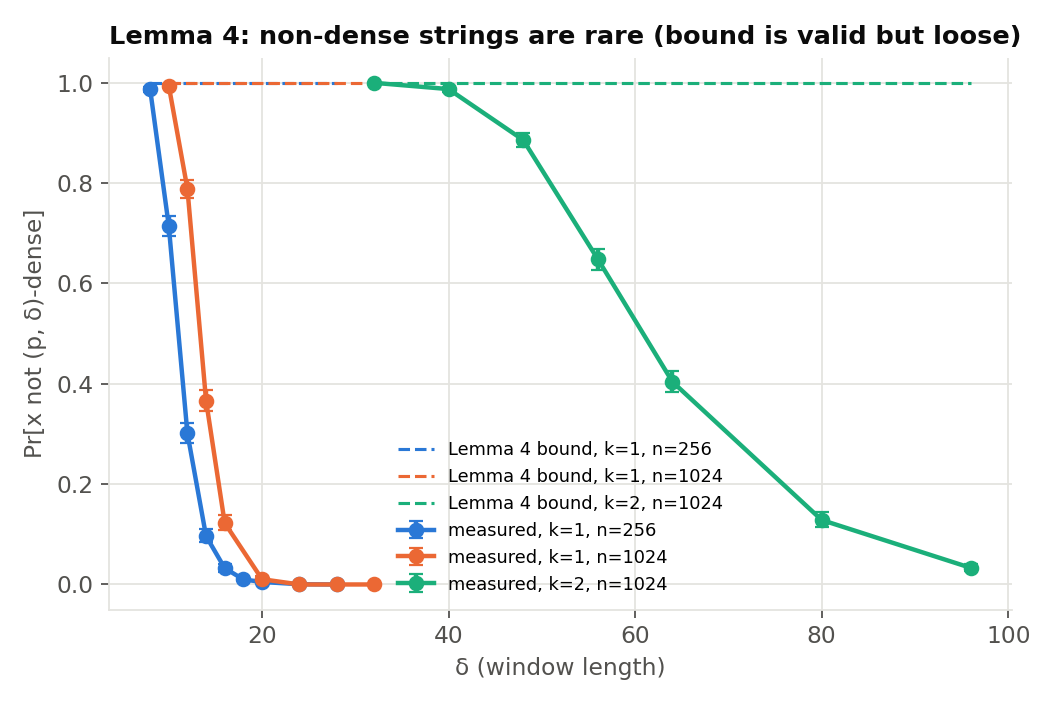 Lemma 4: non-dense strings are rare (bound is valid but loose)
Pr[x not (p, δ)-dense]
1.0
0.8
0.6
0.4
0.2
0.0
Lemma 4 bound, k=1, n=256
Lemma 4 bound, k=1, n=1024
Lemma 4 bound, k=2, n=1024
measured, k=1, n=256
measured, k=1, n=1024
measured, k=2, n=1024
20 40 60 80 100
δ (window length)